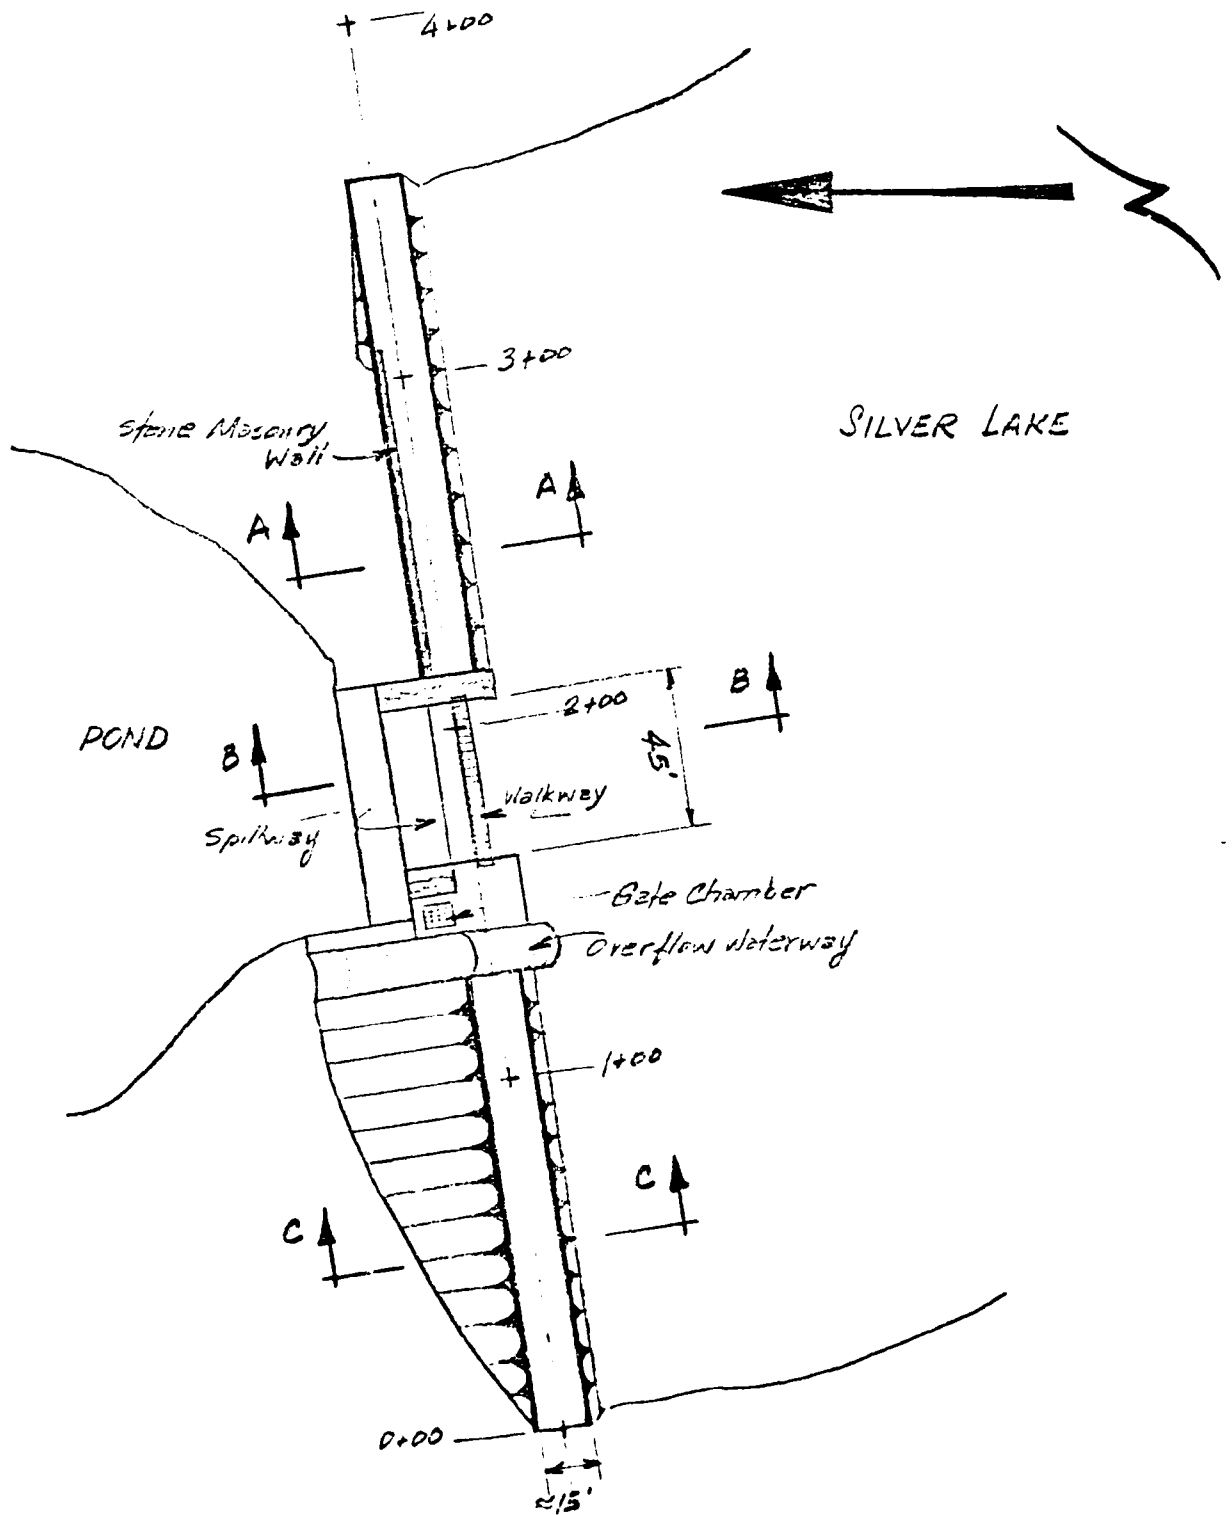 4+00
N
3+00
SILVER LAKE
Stone Masonry
Wall
A
A
B
2+00
POND
B
45'
Walkway
Spillway
Gate Chamber
Overflow Waterway
1+00
C
C
0+00
≈15'